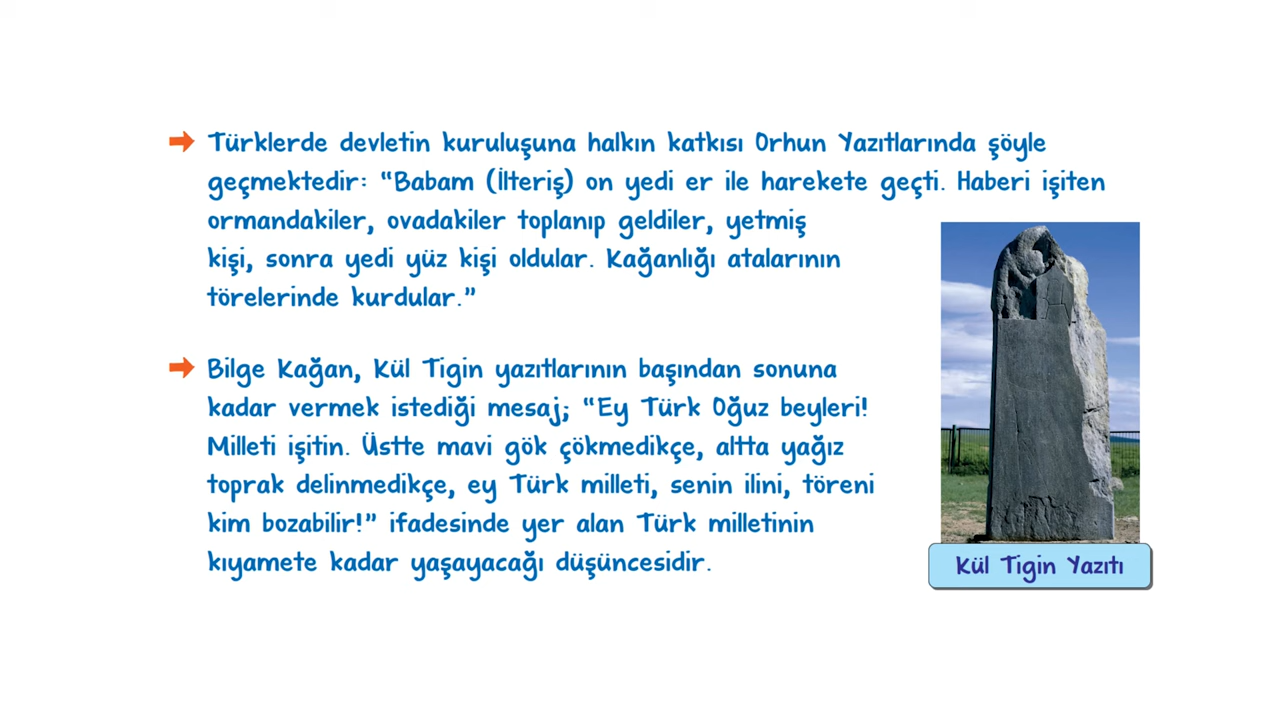 Türklerde devletin kuruluşuna halkın katkısı Orhun Yazıtlarında şöyle
geçmektedir: “Babam (İlteriş) on yedi er ile harekete geçti. Haberi işiten
ormandakiler, ovadakiler toplanıp geldiler, yetmiş
kişi, sonra yedi yüz kişi oldular. Kağanlığı atalarının
törelerinde kurdular.”
Bilge Kağan, Kül Tigin yazıtlarının başından sonuna
kadar vermek istediği mesaj; “Ey Türk Oğuz beyleri!
Milleti işitin. Üstte mavi gök çökmedikçe, altta yağız
toprak delinmedikçe, ey Türk milleti, senin ilini, töreni
kim bozabilir!” ifadesinde yer alan Türk milletinin
kıyamete kadar yaşayacağı düşüncesidir.
Kül Tigin Yazıtı